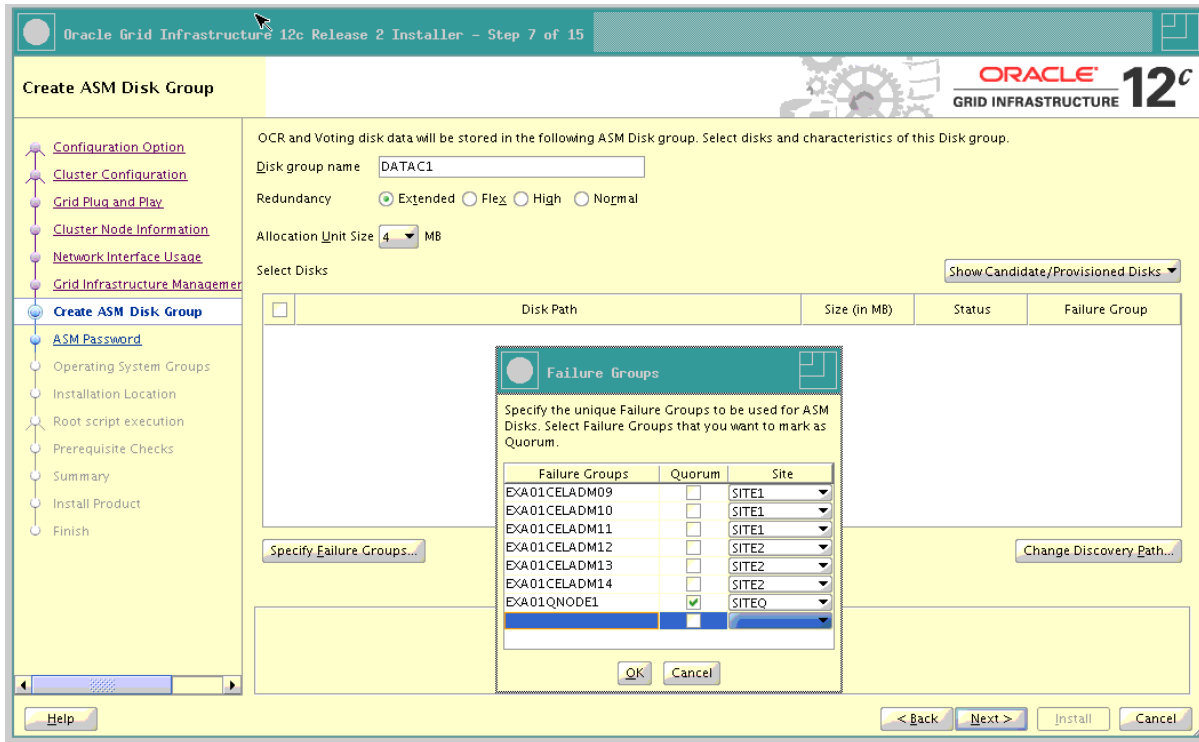 Oracle Grid Infrastructure 12c Release 2 Installer - Step 7 of 15
Create ASM Disk Group
ORACLE
GRID INFRASTRUCTURE
12c
Configuration Option
Cluster Configuration
Grid Plug and Play
Cluster Node Information
Network Interface Usage
Grid Infrastructure Managemer
Create ASM Disk Group
ASM Password
Operating System Groups
Installation Location
Root script execution
Prerequisite Checks
Summary
Install Product
Finish
OCR and Voting disk data will be stored in the following ASM Disk group. Select disks and characteristics of this Disk group.
Disk group name DATAC1
Redundancy Extended Flex High Normal
Allocation Unit Size 4 MB
Select Disks
Show Candidate/Provisioned Disks
Disk Path Size (in MB) Status Failure Group
Failure Groups
Specify the unique Failure Groups to be used for ASM
Disks. Select Failure Groups that you want to mark as
Quorum.
Failure Groups Quorum Site
EXA01CELADM09 SITE1
EXA01CELADM10 SITE1
EXA01CELADM11 SITE1
EXA01CELADM12 SITE2
EXA01CELADM13 SITE2
EXA01CELADM14 SITE2
EXA01QNODE1 SITEQ
OK Cancel
Specify Failure Groups...
Change Discovery Path...
Help
< Back Next > Install Cancel